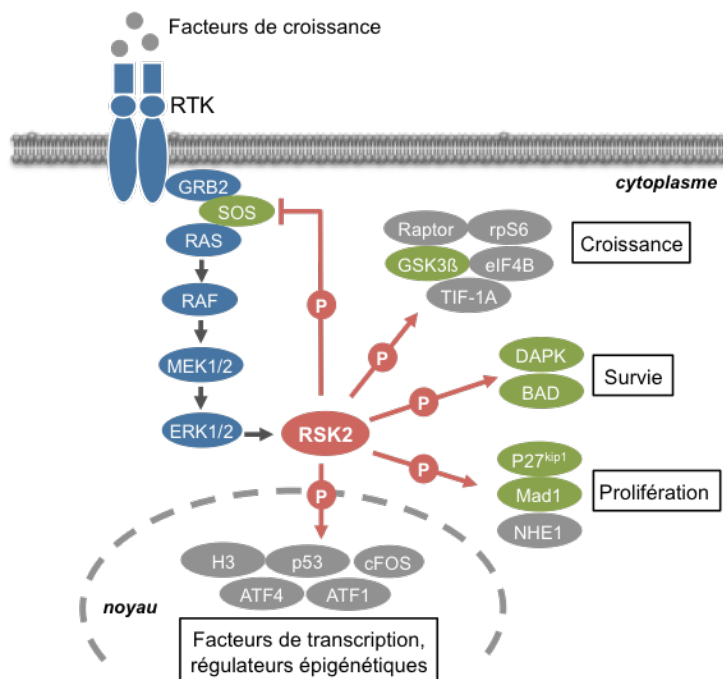 Facteurs de croissance
RTK
GRB2
cytoplasme
SOS
RAS
Raptor
rpS6
Croissance
GSK3ß
eIF4B
RAF
P
TIF-1A
P
DAPK
MEK1/2
Survie
P
BAD
ERK1/2
RSK2
P27kip1
P
Mad1
Prolifération
P
NHE1
H3
p53
cFOS
ATF4
ATF1
noyau
Facteurs de transcription,
régulateurs épigénétiques